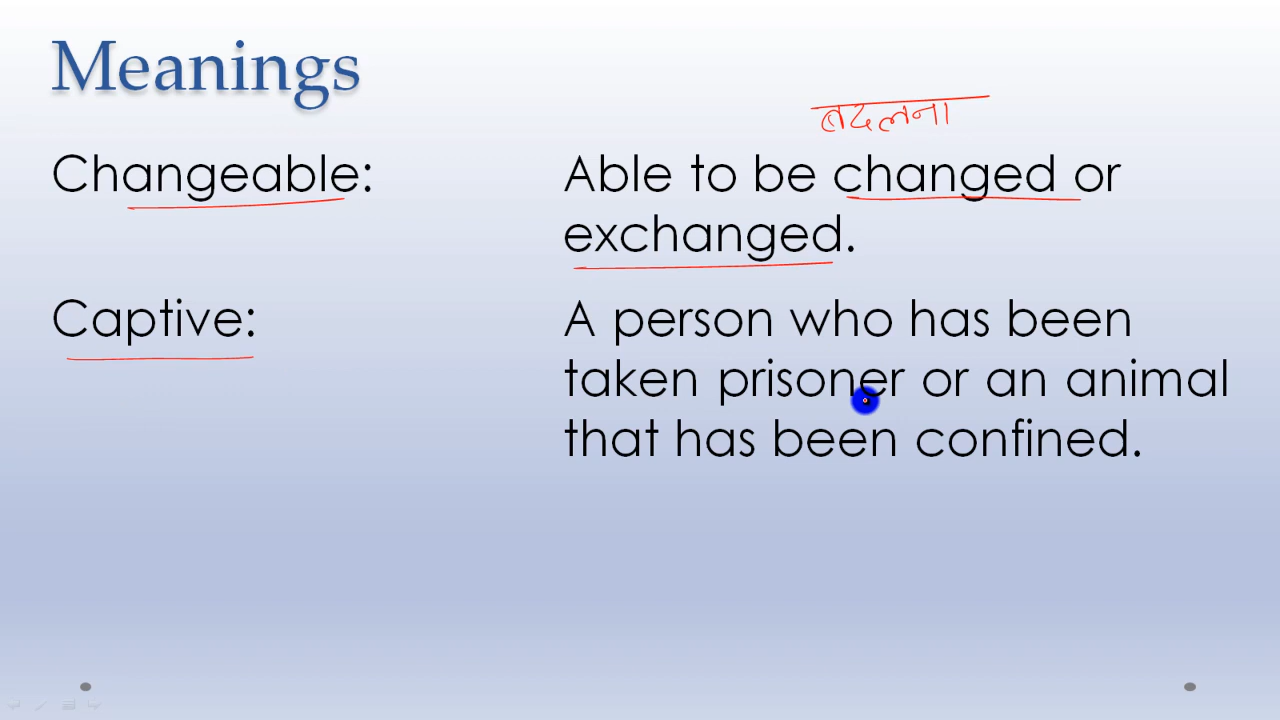 Meanings
बदलना
Changeable: Able to be changed or
exchanged.
Captive: A person who has been
taken prisoner or an animal
that has been confined.